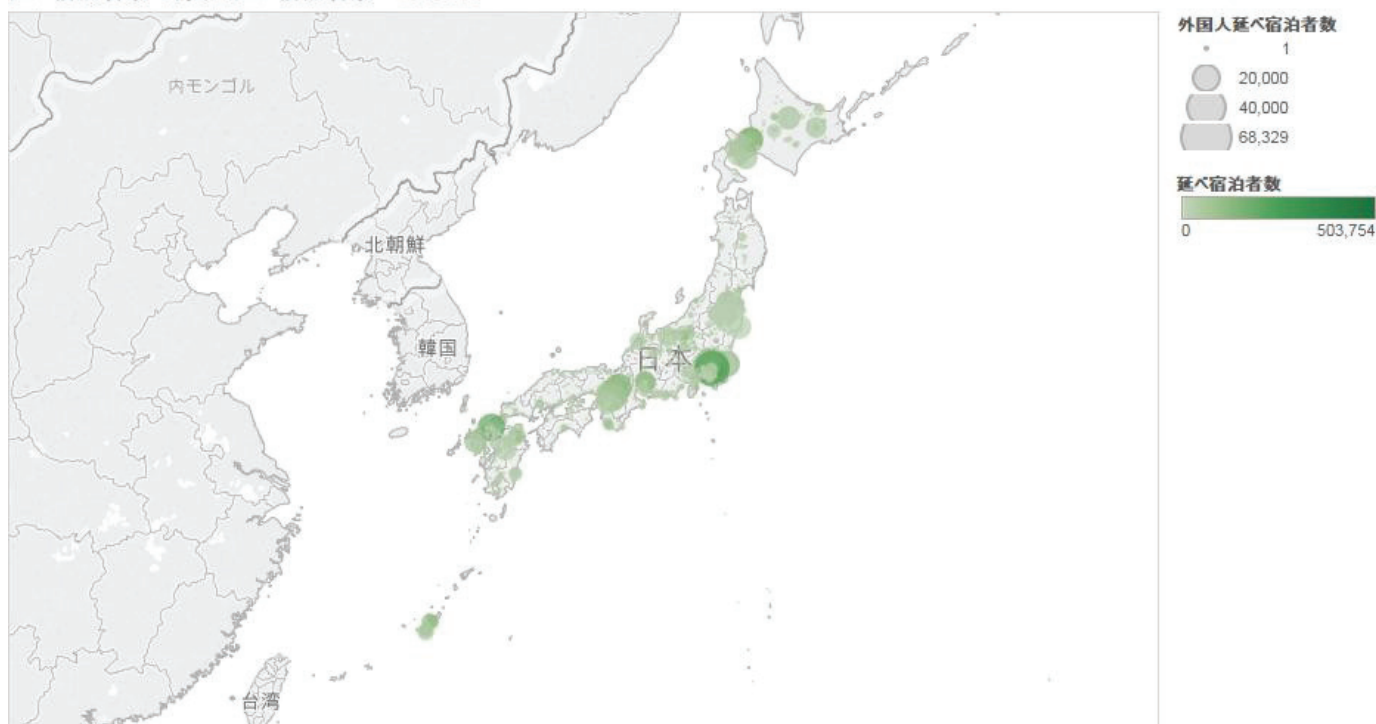 内モンゴル
北朝鮮
韓国
日本
台湾
外国人延べ宿泊者数
1
20,000
40,000
68,329
延べ宿泊者数
0 503,754